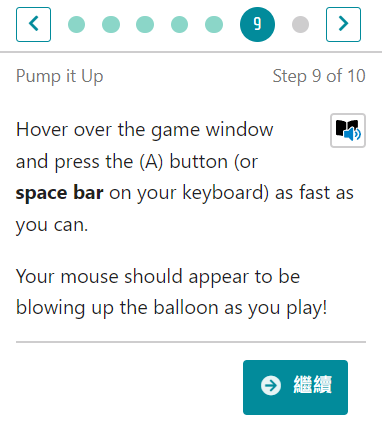 9
Pump it Up
Step 9 of 10
Hover over the game window
and press the (A) button (or
space bar on your keyboard) as fast as
you can.
Your mouse should appear to be
blowing up the balloon as you play!
繼續